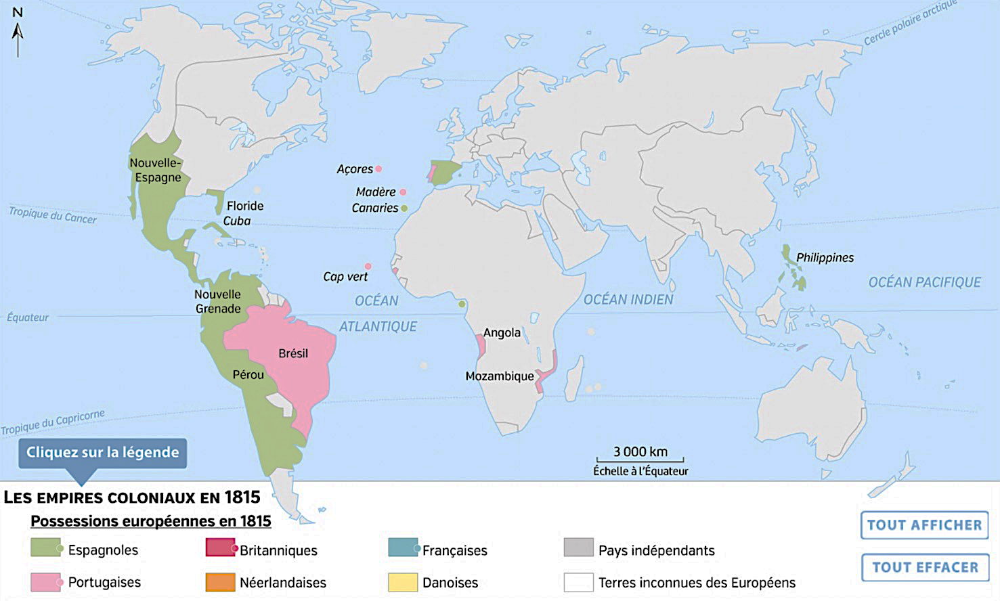 N
Cercle polaire arctique
Nouvelle-
Espagne
Açores
Madère
Canaries
Floride
Cuba
Tropique du Cancer
Philippines
Cap vert
OCÉAN PACIFIQUE
Nouvelle
Grenade
OCÉAN
ATLANTIQUE
OCÉAN INDIEN
Équateur
Angola
Brésil
Pérou
Mozambique
Tropique du Capricorne
Cliquez sur la légende
3 000 km
Échelle à l'Équateur
LES EMPIRES COLONIAUX EN 1815
Possessions européennes en 1815
Espagnoles
Britanniques
Françaises
Pays indépendants
Portugaises
Néerlandaises
Danoises
Terres inconnues des Européens
TOUT AFFICHER
TOUT EFFACER